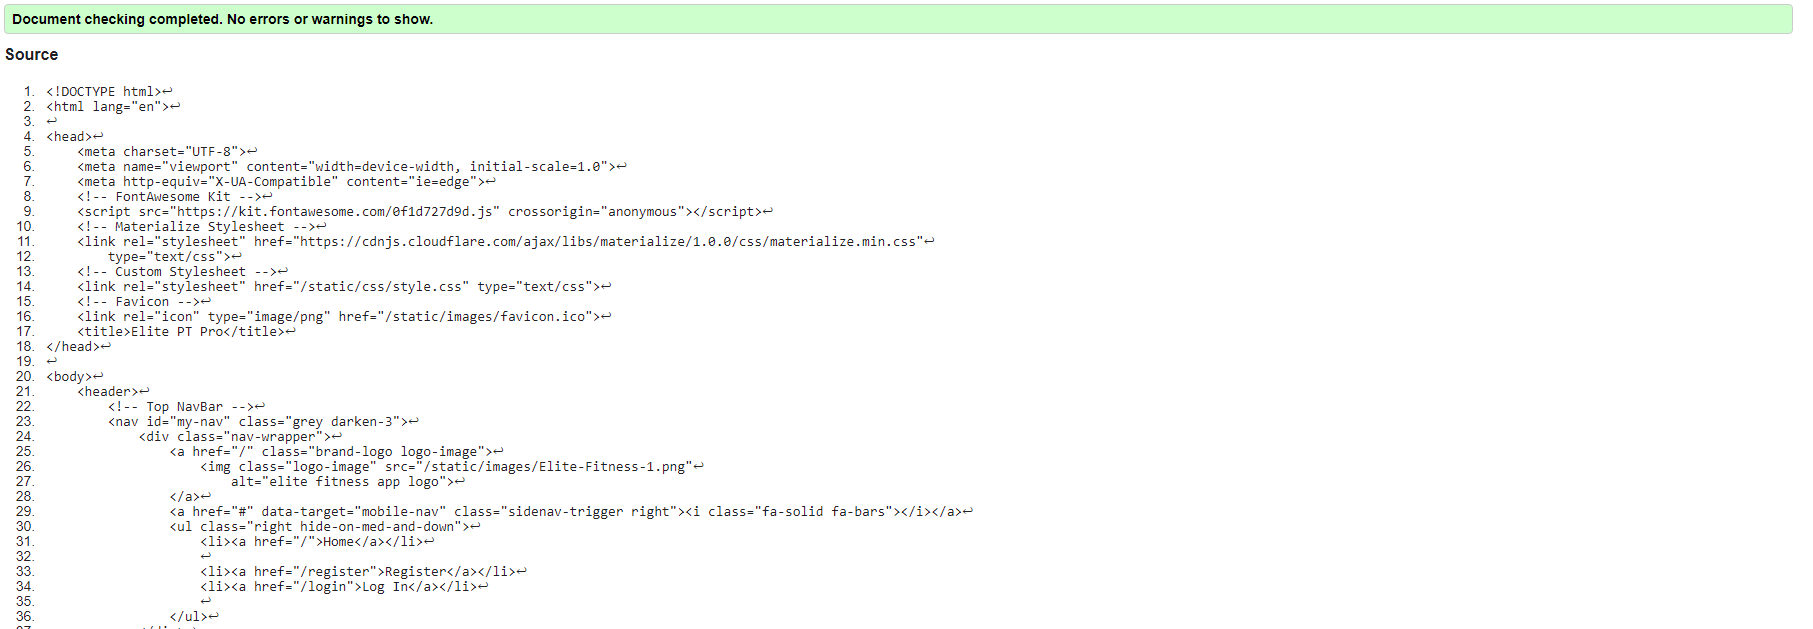 Document checking completed. No errors or warnings to show.
Source
1. <!DOCTYPE html>↩
2. <html lang="en">↩
3. ↩
4. <head>↩
5.     <meta charset="UTF-8">↩
6.     <meta name="viewport" content="width=device-width, initial-scale=1.0">↩
7.     <meta http-equiv="X-UA-Compatible" content="ie=edge">↩
8.     <!-- FontAwesome Kit -->↩
9.     <script src="https://kit.fontawesome.com/0f1d727d9d.js" crossorigin="anonymous"></script>↩
10.     <!-- Materialize Stylesheet -->↩
11.     <link rel="stylesheet" href="https://cdnjs.cloudflare.com/ajax/libs/materialize/1.0.0/css/materialize.min.css"↩
12.         type="text/css">↩
13.     <!-- Custom Stylesheet -->↩
14.     <link rel="stylesheet" href="/static/css/style.css" type="text/css">↩
15.     <!-- Favicon -->↩
16.     <link rel="icon" type="image/png" href="/static/images/favicon.ico">↩
17.     <title>Elite PT Pro</title>↩
18. </head>↩
19. ↩
20. <body>↩
21.     <header>↩
22.         <!-- Top NavBar -->↩
23.         <nav id="my-nav" class="grey darken-3">↩
24.             <div class="nav-wrapper">↩
25.                 <a href="/" class="brand-logo logo-image">↩
26.                     <img class="logo-image" src="/static/images/Elite-Fitness-1.png"↩
27.                         alt="elite fitness app logo">↩
28.                 </a>↩
29.                 <a href="#" data-target="mobile-nav" class="sidenav-trigger right"><i class="fa-solid fa-bars"></i></a>↩
30.                 <ul class="right hide-on-med-and-down">↩
31.                     <li><a href="/">Home</a></li>↩
32.                     ↩
33.                     <li><a href="/register">Register</a></li>↩
34.                     <li><a href="/login">Log In</a></li>↩
35.                     ↩
36.                 </ul>↩